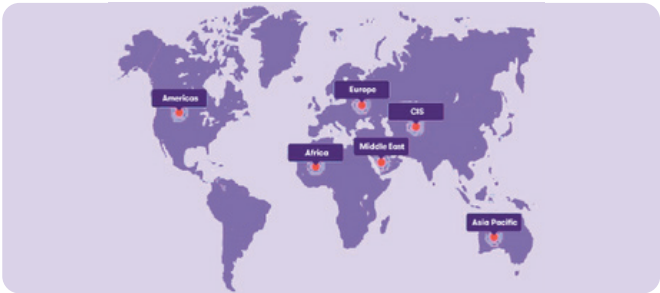 Europe
Americas
CIS
Middle East
Africa
Asia Pacific